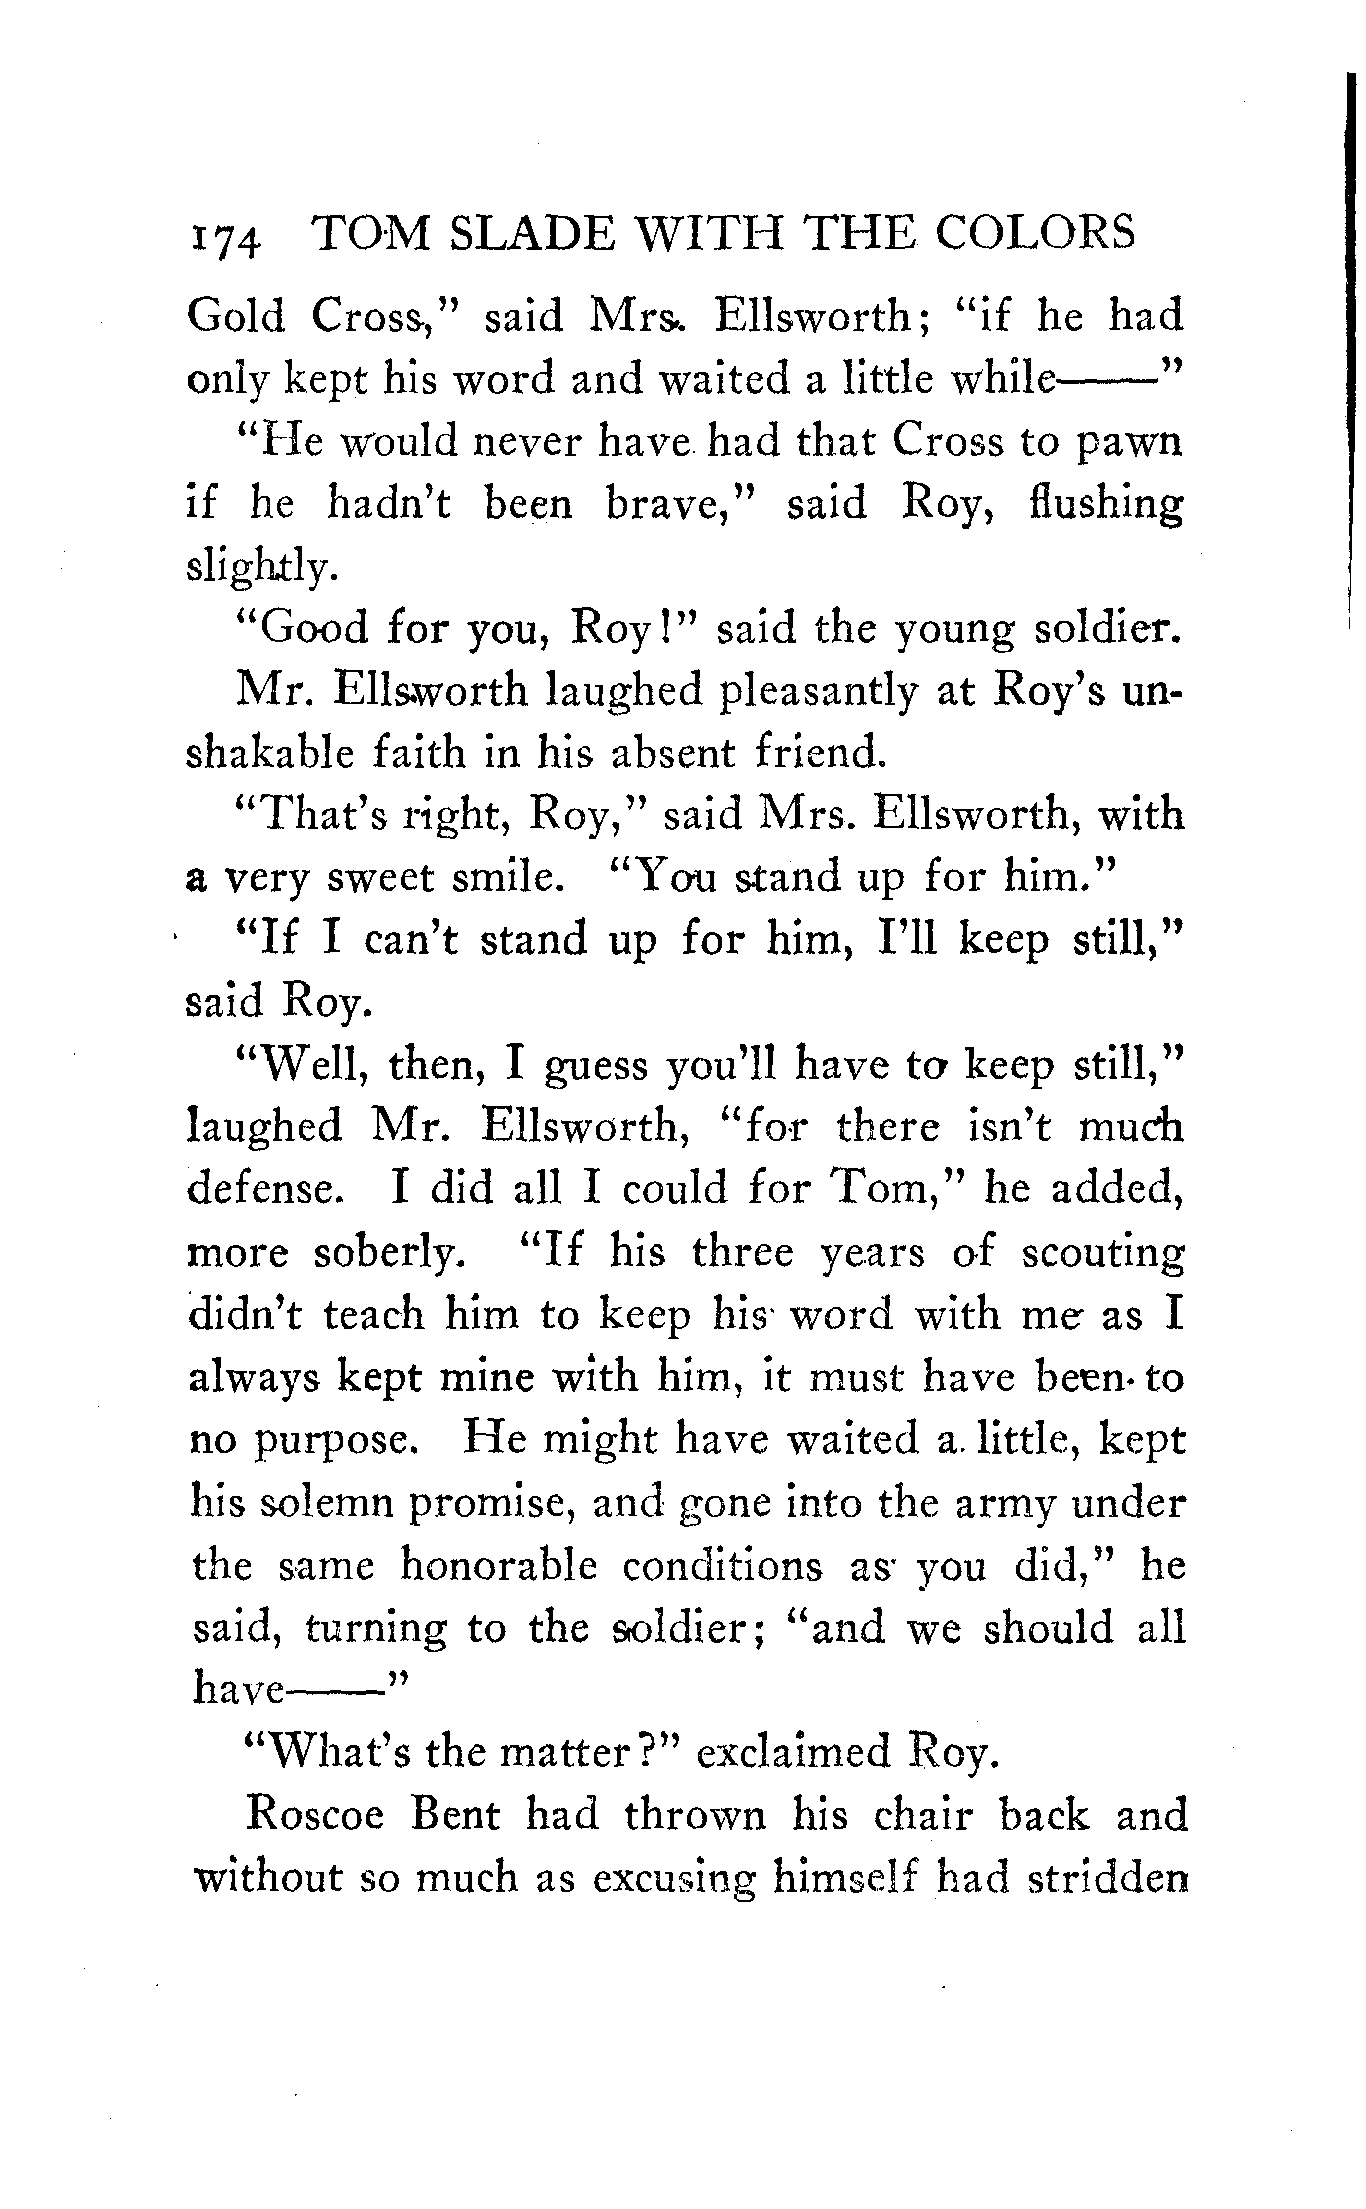 174 TOM SLADE WITH THE COLORS
Gold Cross," said Mrs. Ellsworth; "if he had
only kept his word and waited a little while——"
"He would never have had that Cross to pawn
if he hadn't been brave," said Roy, flushing
slightly.
"Good for you, Roy!" said the young soldier.
Mr. Ellsworth laughed pleasantly at Roy's un-
shakable faith in his absent friend.
"That's right, Roy," said Mrs. Ellsworth, with
a very sweet smile. "You stand up for him."
"If I can't stand up for him, I'll keep still,"
said Roy.
"Well, then, I guess you'll have to keep still,"
laughed Mr. Ellsworth, "for there isn't much
defense. I did all I could for Tom," he added,
more soberly. "If his three years of scouting
didn't teach him to keep his word with me as I
always kept mine with him, it must have been to
no purpose. He might have waited a little, kept
his solemn promise, and gone into the army under
the same honorable conditions as you did," he
said, turning to the soldier; "and we should all
have——"
"What's the matter?" exclaimed Roy.
Roscoe Bent had thrown his chair back and
without so much as excusing himself had stridden